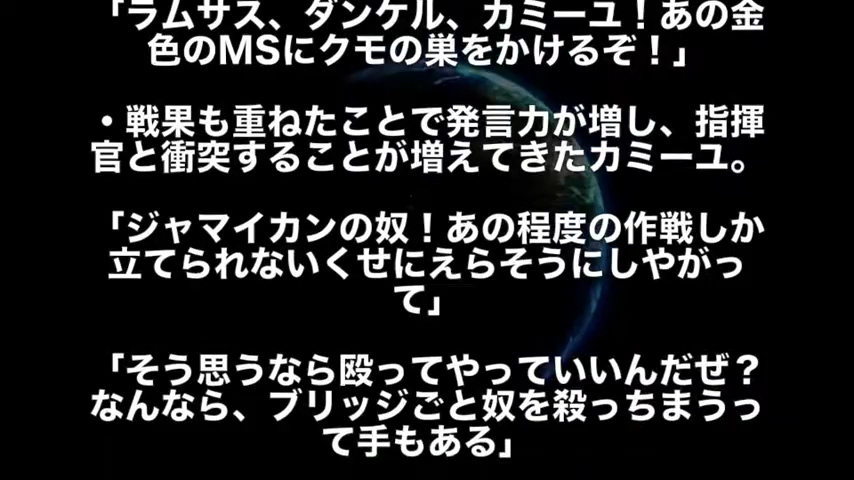 「ラムサス、ダンケル、カミーユ！あの金
色のMSにクモの巣をかけるぞ！」
・戦果も重ねたことで発言力が増し、指揮
官と衝突することが増えてきたカミーユ。
「ジャマイカンの奴！あの程度の作戦しか
立てられないくせにえらそうにしやがっ
て」
「そう思うなら殴ってやっていいんだぜ？
なんなら、ブリッジごと奴を殺っちまうっ
て手もある」